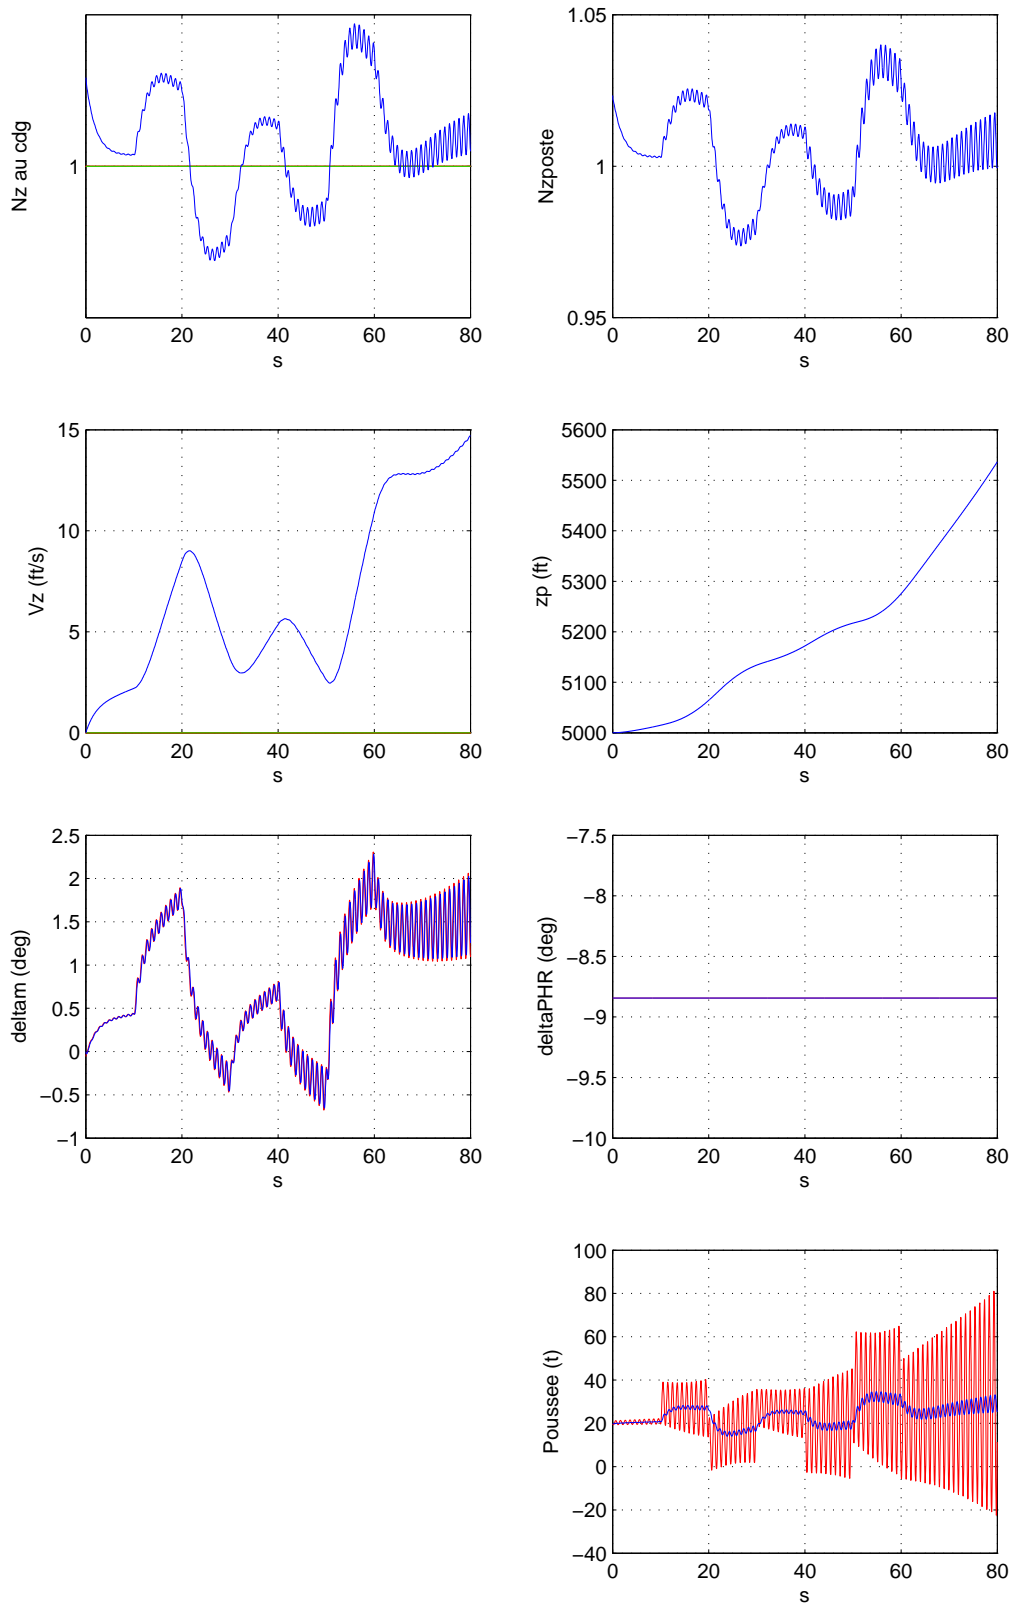 1.05
1
1
0.95
0 20 40 60 80
0 20 40 60 80
s
s
Nz au cdg
Nzposte
15
10
5
0
5600
5500
5400
5300
5200
5100
5000
0 20 40 60 80
0 20 40 60 80
s
s
Vz (ft/s)
zp (ft)
2.5
2
1.5
1
0.5
0
−0.5
−1
−7.5
−8
−8.5
−9
−9.5
−10
0 20 40 60 80
0 20 40 60 80
s
s
deltam (deg)
deltaPHR (deg)
100
80
60
40
20
0
−20
−40
0 20 40 60 80
s
Poussee (t)